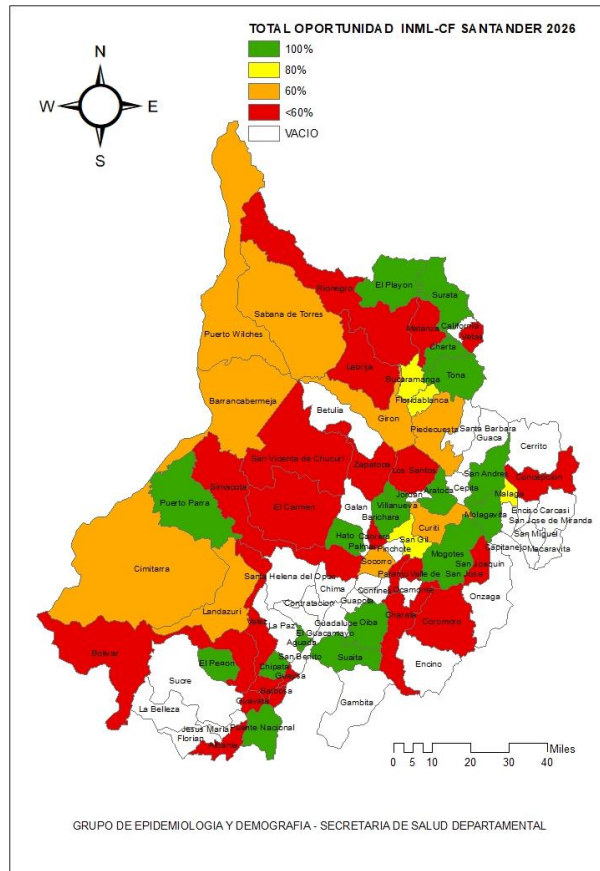 TOTAL OPORTUNIDAD INML-CF SANTANDER 2026
100%
80%
60%
<60%
VACIO
N
W
E
S
El Playon
Rionegro
Surata
Sabana de Torres
California
Vetas
Matanza
Puerto Wilches
Charta
Lebrija
Tona
Bucaramanga
Barrancabermeja
Floridablanca
Betulia
Giron
Piedecuesta
Santa Barbara
Guaca
Cerrito
San Vicente de Chucuri
Zapatoca
Los Santos
San Andres
Concepcion
Simacota
Aratoca
Cepita
Malaga
Puerto Parra
Jordan
Villanueva
El Carmen
Galan
Barichara
Molagavita
Enciso
Carcasi
San Jose de Miranda
Curiti
Hato
Cabrera
San Gil
San Miguel
Palmar
Pinchote
Mogotes
Capitanejo
Macaravita
Cimitarra
Socorro
San Joaquin
Santa Helena del Opon
Paramo
Valle de San Jose
Chima
Confines
Ocamonte
Onzaga
Contratacion
Guapota
Landazuri
Charala
Velez
La Paz
Guadalupe
Oiba
Coromoro
El Guacamayo
Aguada
Bolivar
San Benito
Suaita
El Penon
Chipata
Encino
Sucre
Guepsa
Barbosa
Guavata
Gambita
La Belleza
Jesus Maria
Puente Nacional
Florian
Albania
Miles
0 5 10 20 30 40
GRUPO DE EPIDEMIOLOGIA Y DEMOGRAFIA - SECRETARIA DE SALUD DEPARTAMENTAL